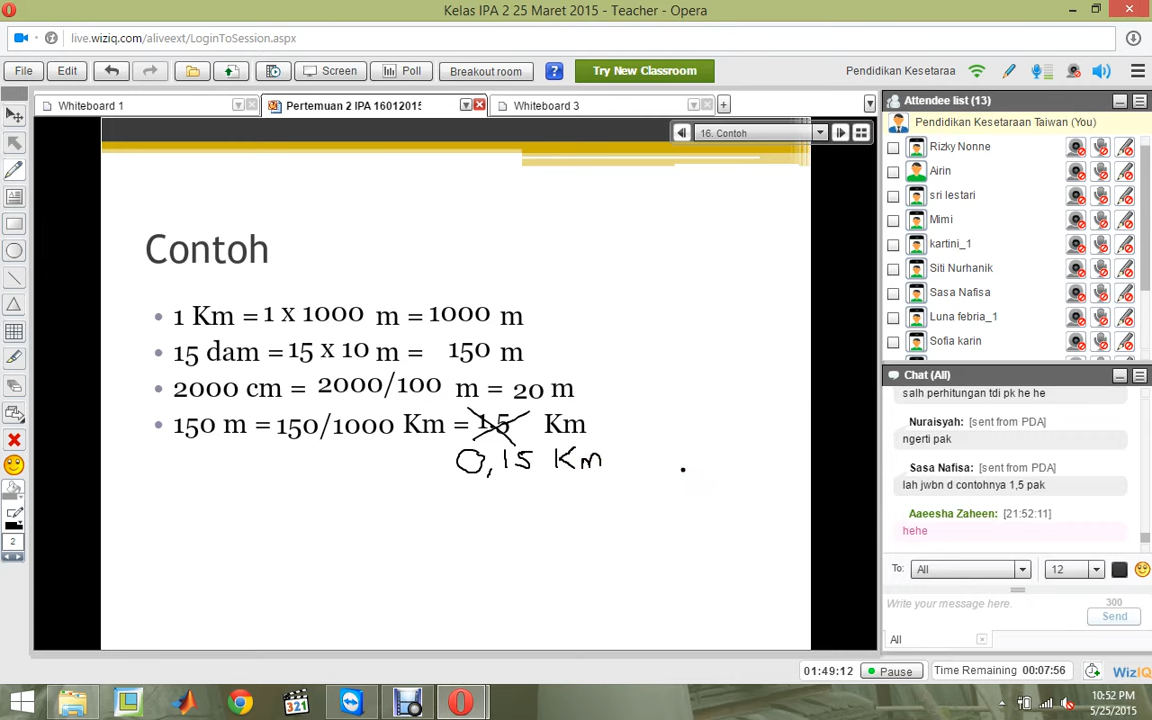 Kelas IPA 2 25 Maret 2015 - Teacher - Opera
live.wiziq.com/aliveext/LoginToSession.aspx
File Edit Screen Poll Breakout room ? Try New Classroom Pendidikan Kesetaraa
Whiteboard 1 Pertemuan 2 IPA 16012015 Whiteboard 3
16. Contoh
Contoh
1 Km = 1 x 1000 m = 1000 m
15 dam = 15 x 10 m = 150 m
2000 cm = 2000/100 m = 20 m
150 m = 150/1000 Km = 1.5 Km
0,15 Km
2
Attendee list (13)
Pendidikan Kesetaraan Taiwan (You)
Rizky Nonne
Airin
sri lestari
Mimi
kartini_1
Siti Nurhanik
Sasa Nafisa
Luna febria_1
Sofia karin
Chat (All)
salh perhitungan tdi pk he he
Nuraisyah: [sent from PDA]
ngerti pak
Sasa Nafisa: [sent from PDA]
lah jwbn d contohnya 1,5 pak
Aaeesha Zaheen: [21:52:11]
hehe
To: All 12
Write your message here. 300
Send
All
01:49:12 Pause Time Remaining 00:07:56 WizIQ
321
10:52 PM
5/25/2015